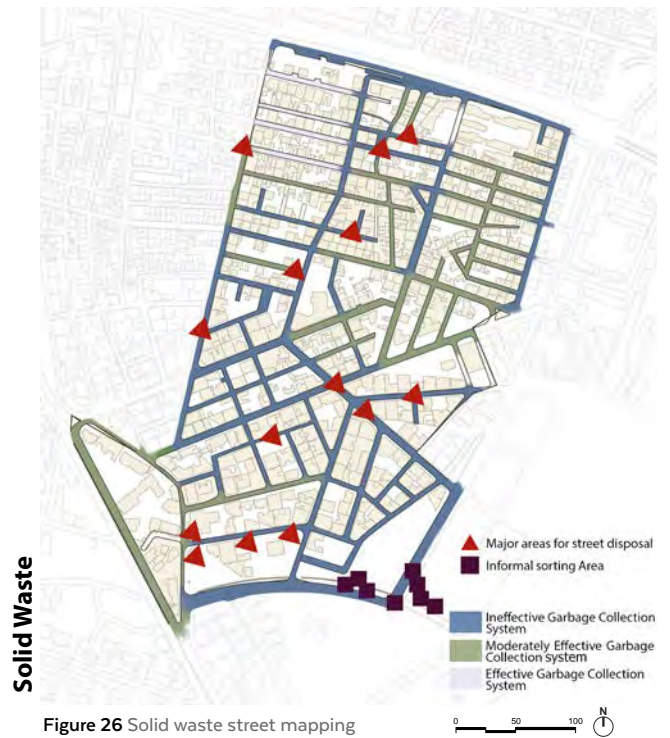 Solid Waste
Major areas for street disposal
Informal sorting Area
Ineffective Garbage Collection
System
Moderately Effective Garbage
Collection system
Effective Garbage Collection
System
Figure 26 Solid waste street mapping
0 50 100
N